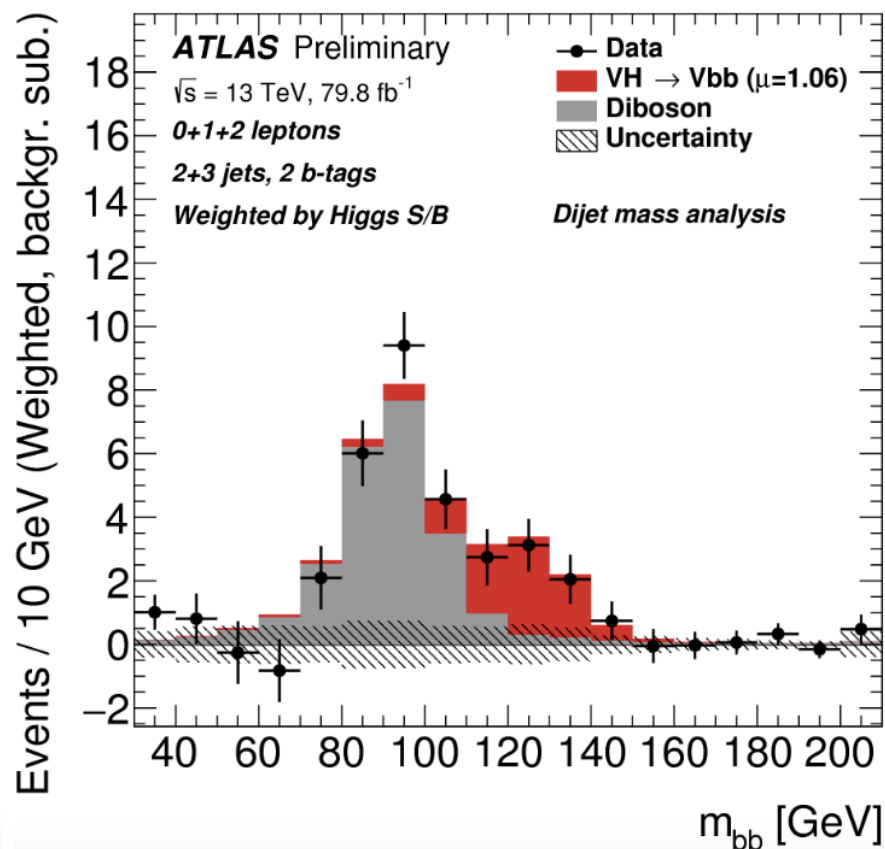 ATLAS Preliminary
√s = 13 TeV, 79.8 fb⁻¹
0+1+2 leptons
2+3 jets, 2 b-tags
Weighted by Higgs S/B
Data
VH → Vbb (μ=1.06)
Diboson
Uncertainty
Dijet mass analysis
Events / 10 GeV (Weighted, backgr. sub.)
18
16
14
12
10
8
6
4
2
0
−2
40 60 80 100 120 140 160 180 200
m_bb [GeV]